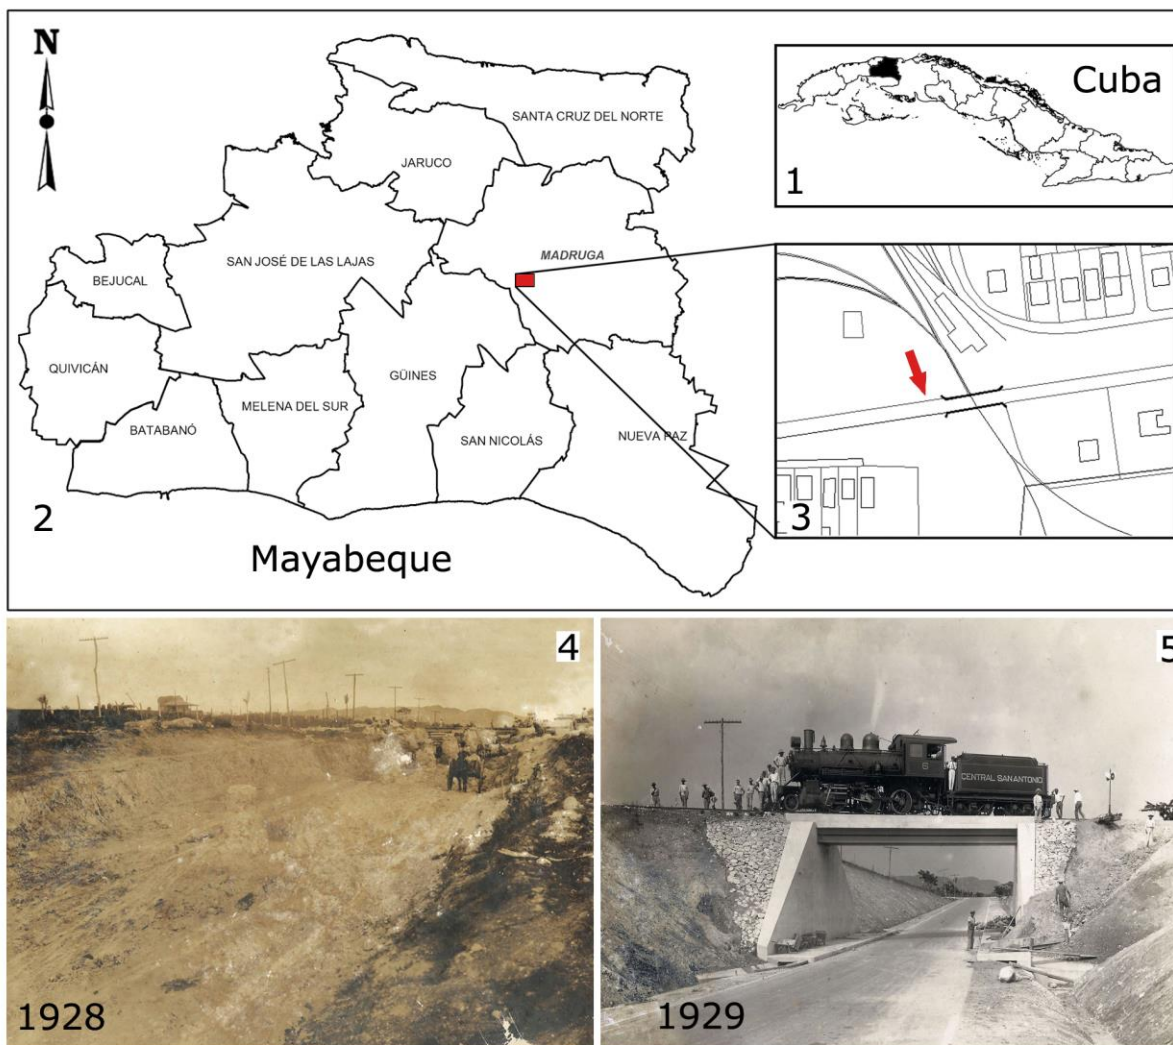 N
SANTA CRUZ DEL NORTE
JARUCO
MADRUGA
SAN JOSÉ DE LAS LAJAS
BEJUCAL
QUIVICÁN
GÜINES
MELENA DEL SUR
BATABANÓ
SAN NICOLÁS
NUEVA PAZ
2
Mayabeque
Cuba
1
3
4
1928
5
6
CENTRAL SAN ANTONIO
1929